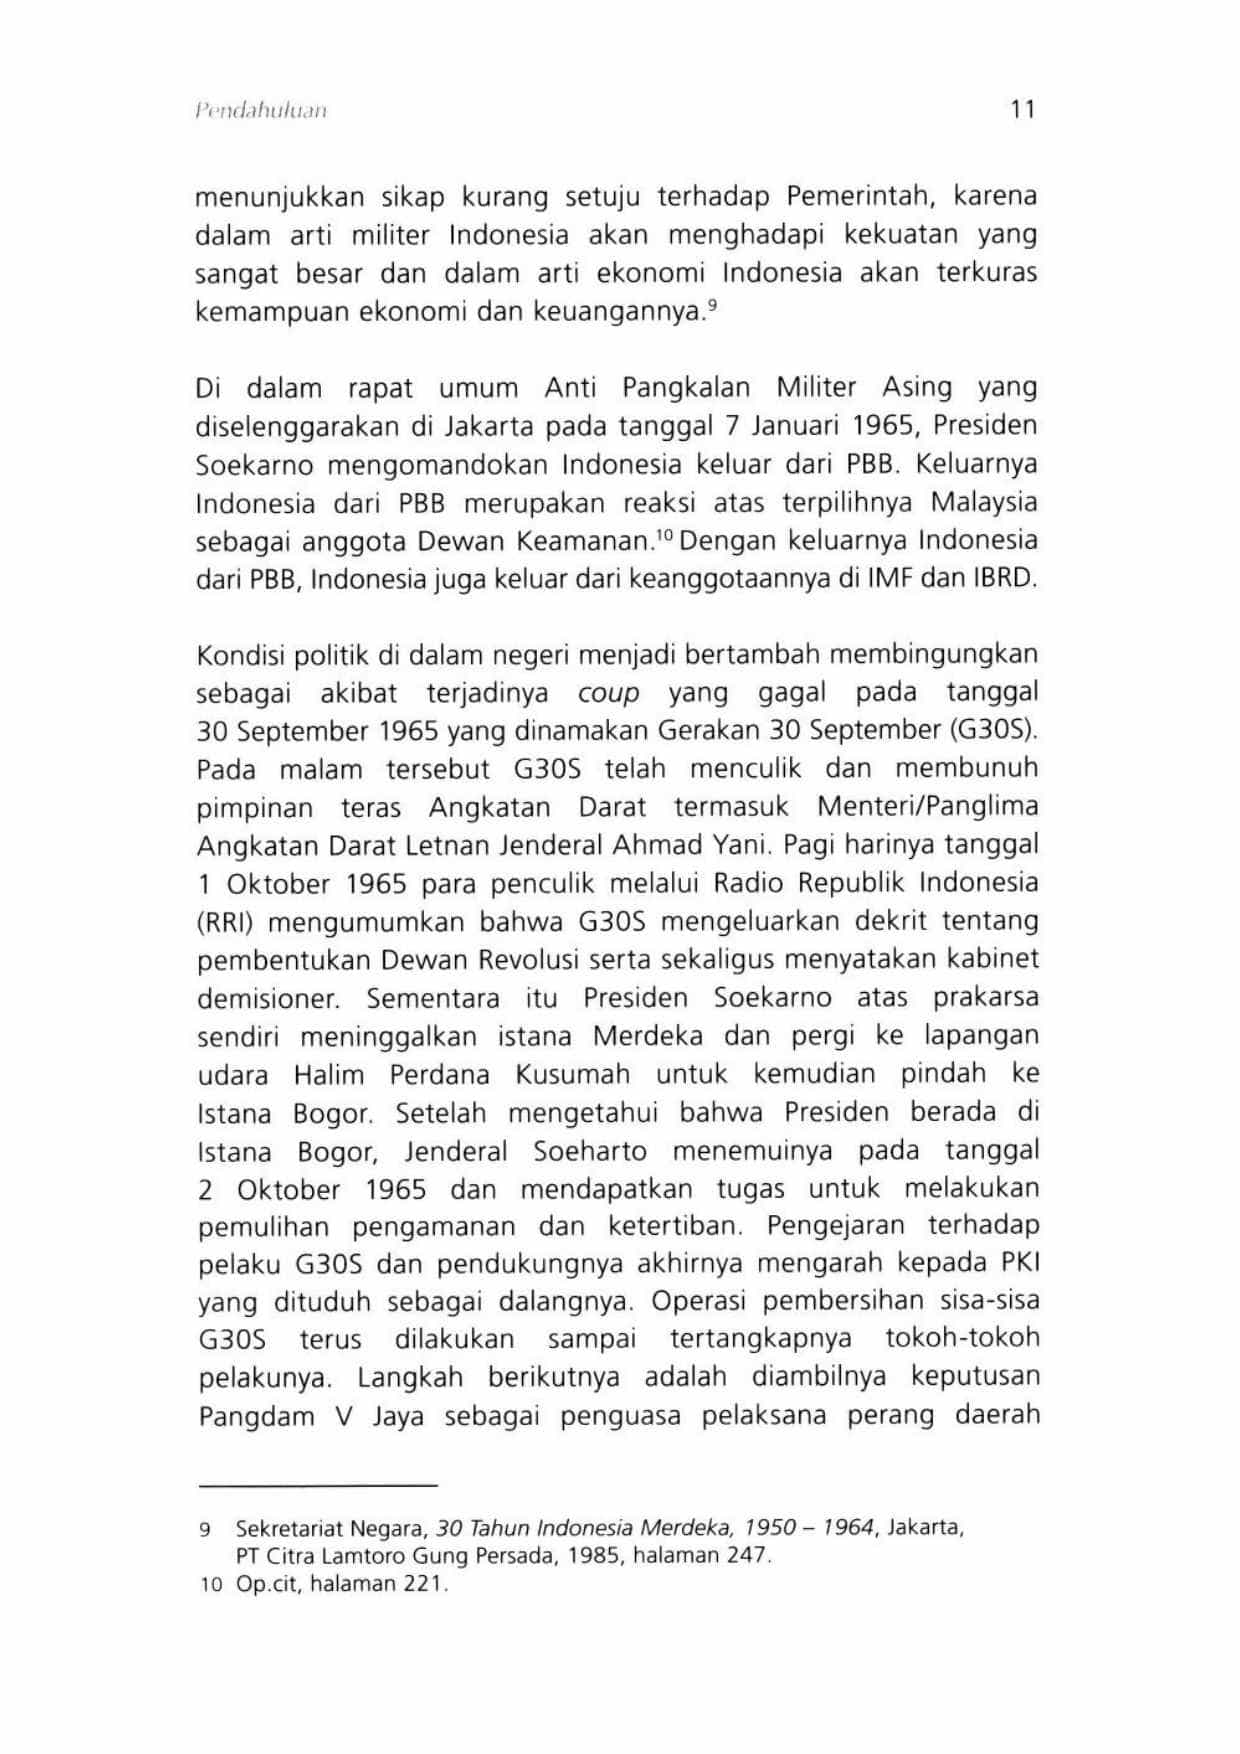 Pendahuluan 11
menunjukkan sikap kurang setuju terhadap Pemerintah, karena
dalam arti militer Indonesia akan menghadapi kekuatan yang
sangat besar dan dalam arti ekonomi Indonesia akan terkuras
kemampuan ekonomi dan keuangannya.⁹
Di dalam rapat umum Anti Pangkalan Militer Asing yang
diselenggarakan di Jakarta pada tanggal 7 Januari 1965, Presiden
Soekarno mengomandokan Indonesia keluar dari PBB. Keluarnya
Indonesia dari PBB merupakan reaksi atas terpilihnya Malaysia
sebagai anggota Dewan Keamanan.¹⁰ Dengan keluarnya Indonesia
dari PBB, Indonesia juga keluar dari keanggotaannya di IMF dan IBRD.
Kondisi politik di dalam negeri menjadi bertambah membingungkan
sebagai akibat terjadinya coup yang gagal pada tanggal
30 September 1965 yang dinamakan Gerakan 30 September (G30S).
Pada malam tersebut G30S telah menculik dan membunuh
pimpinan teras Angkatan Darat termasuk Menteri/Panglima
Angkatan Darat Letnan Jenderal Ahmad Yani. Pagi harinya tanggal
1 Oktober 1965 para penculik melalui Radio Republik Indonesia
(RRI) mengumumkan bahwa G30S mengeluarkan dekrit tentang
pembentukan Dewan Revolusi serta sekaligus menyatakan kabinet
demisioner. Sementara itu Presiden Soekarno atas prakarsa
sendiri meninggalkan istana Merdeka dan pergi ke lapangan
udara Halim Perdana Kusumah untuk kemudian pindah ke
Istana Bogor. Setelah mengetahui bahwa Presiden berada di
Istana Bogor, Jenderal Soeharto menemuinya pada tanggal
2 Oktober 1965 dan mendapatkan tugas untuk melakukan
pemulihan pengamanan dan ketertiban. Pengejaran terhadap
pelaku G30S dan pendukungnya akhirnya mengarah kepada PKI
yang dituduh sebagai dalangnya. Operasi pembersihan sisa-sisa
G30S terus dilakukan sampai tertangkapnya tokoh-tokoh
pelakunya. Langkah berikutnya adalah diambilnya keputusan
Pangdam V Jaya sebagai penguasa pelaksana perang daerah
9 Sekretariat Negara, 30 Tahun Indonesia Merdeka, 1950 – 1964, Jakarta,
PT Citra Lamtoro Gung Persada, 1985, halaman 247.
10 Op.cit, halaman 221.